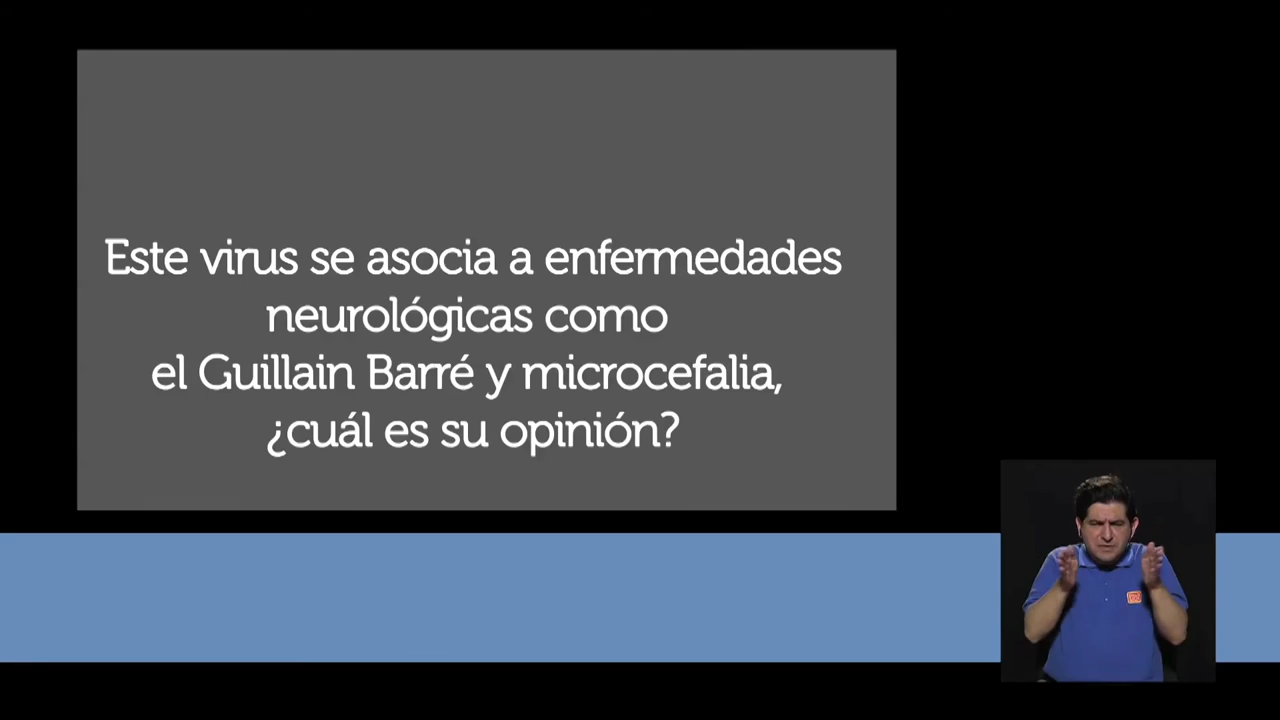 Este virus se asocia a enfermedades
neurológicas como
el Guillain Barré y microcefalia,
¿cuál es su opinión?